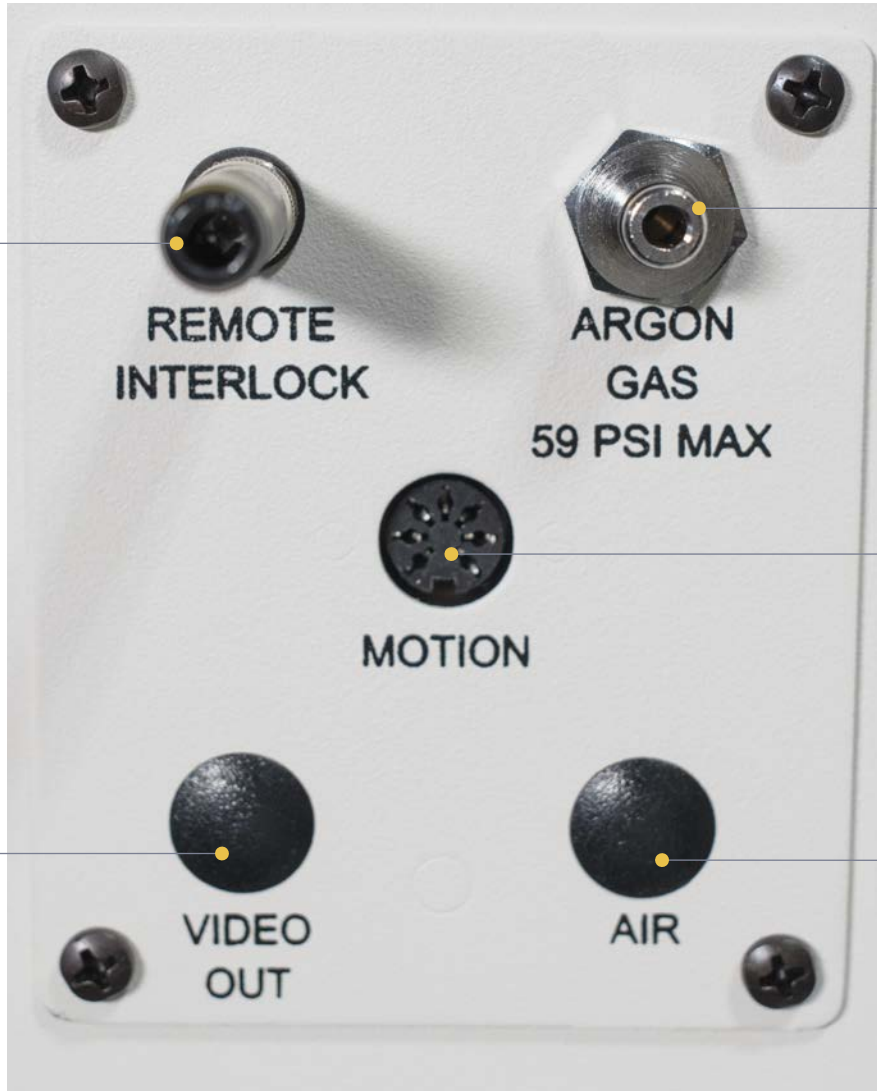 REMOTE
INTERLOCK
ARGON
GAS
59 PSI MAX
MOTION
VIDEO
OUT
AIR